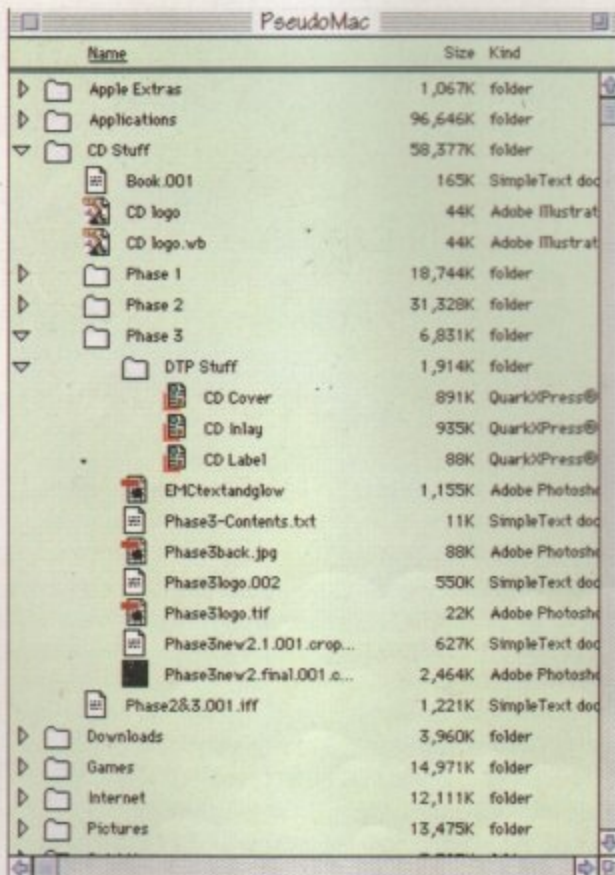 PseudoMac
Name Size Kind
Apple Extras 1,067K folder
Applications 96,646K folder
CD Stuff 58,377K folder
Book.001 165K SimpleText doc
CD logo 44K Adobe Illustrat
CD logo.wb 44K Adobe Illustrat
Phase 1 18,744K folder
Phase 2 31,328K folder
Phase 3 6,831K folder
DTP Stuff 1,914K folder
CD Cover 891K QuarkXPress®
CD Inlay 935K QuarkXPress®
CD Label 88K QuarkXPress®
EMCtextandglow 1,155K Adobe Photosho
Phase3-Contents.txt 11K SimpleText doc
Phase3back.jpg 88K Adobe Photosho
Phase3logo.002 550K SimpleText doc
Phase3logo.tif 22K Adobe Photosho
Phase3new2.1.001.crop... 627K SimpleText doc
Phase3new2.final.001.c... 2,464K Adobe Photosho
Phase2&3.001.iff 1,221K SimpleText doc
Downloads 3,960K folder
Games 14,971K folder
Internet 12,111K folder
Pictures 13,475K folder